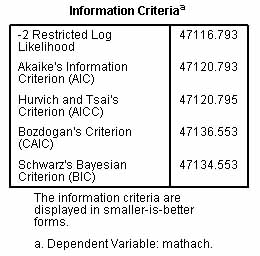 Information Criteriaa
-2 Restricted Log
Likelihood
47116.793
Akaike's Information
Criterion (AIC)
47120.793
Hurvich and Tsai's
Criterion (AICC)
47120.795
Bozdogan's Criterion
(CAIC)
47136.553
Schwarz's Bayesian
Criterion (BIC)
47134.553
The information criteria are
displayed in smaller-is-better
forms.
a. Dependent Variable: mathach.